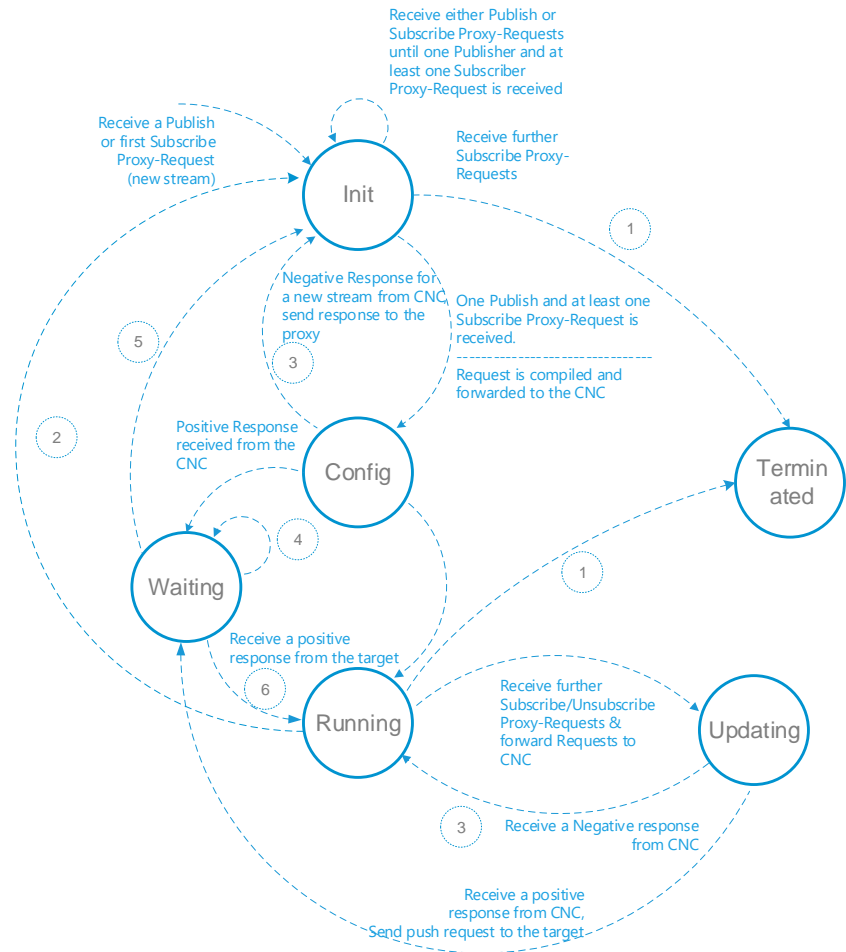 Receive either Publish or
Subscribe Proxy-Requests
until one Publisher and at
least one Subscriber
Proxy-Request is received
Receive a Publish
or first Subscribe
Proxy-Request
(new stream)
Receive further
Subscribe Proxy-
Requests
Init
1
Negative Response for
a new stream from CNC,
send response to the
proxy
One Publish and at least one
Subscribe Proxy-Request is
received.
Request is compiled and
forwarded to the CNC
5
3
2
Positive Response
received from the
CNC
Config
Termin
ated
4
Waiting
1
Receive a positive
response from the target
6
Running
Receive further
Subscribe/Unsubscribe
Proxy-Requests &
forward Requests to
CNC
Updating
3
Receive a Negative response
from CNC
Receive a positive
response from CNC,
Send push request to the target